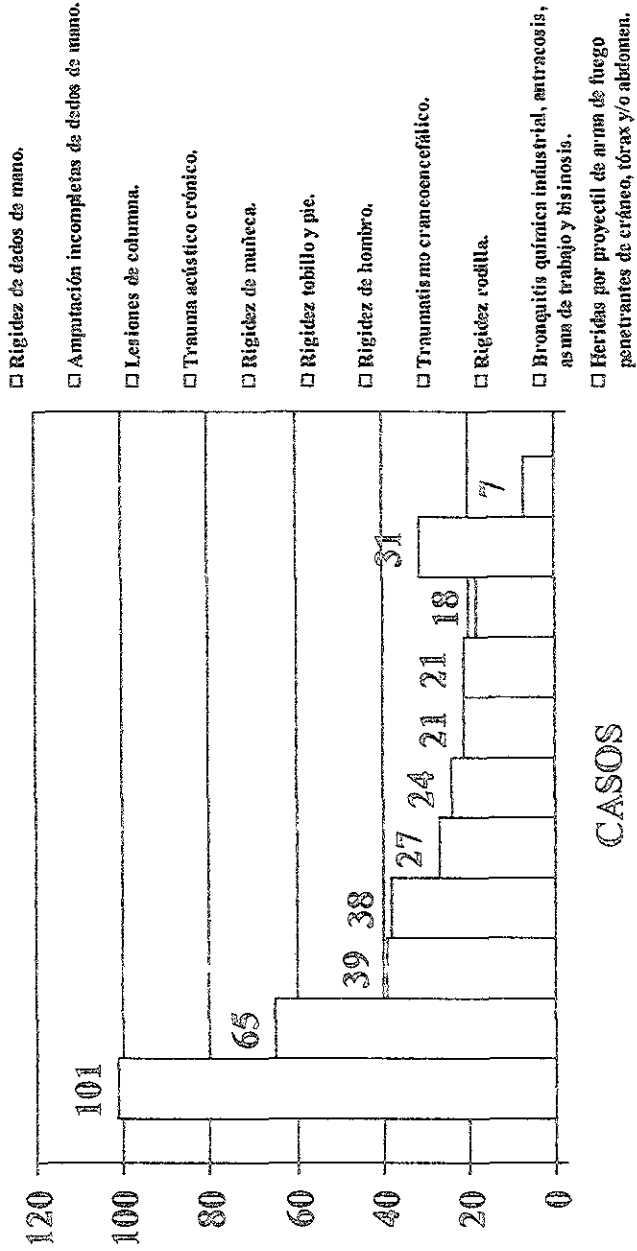 120
100
80
60
40
20
0
101
65
39
38
27
24
21
21
18
31
7
CASOS
Rigidez de dedos de mano.
Amputación incompletas de dedos de mano.
Lesiones de columna.
Trauma acústico crónico.
Rigidez de muñeca.
Rigidez tobillo y pie.
Rigidez de hombro.
Traumatismo craneoencefálico.
Rigidez rodilla.
Bronquitis química industrial, antracosis,
asma de trabajo y bisinosis.
Heridas por proyectil de arma de fuego
penetrantes de cráneo, tórax y/o abdomen.